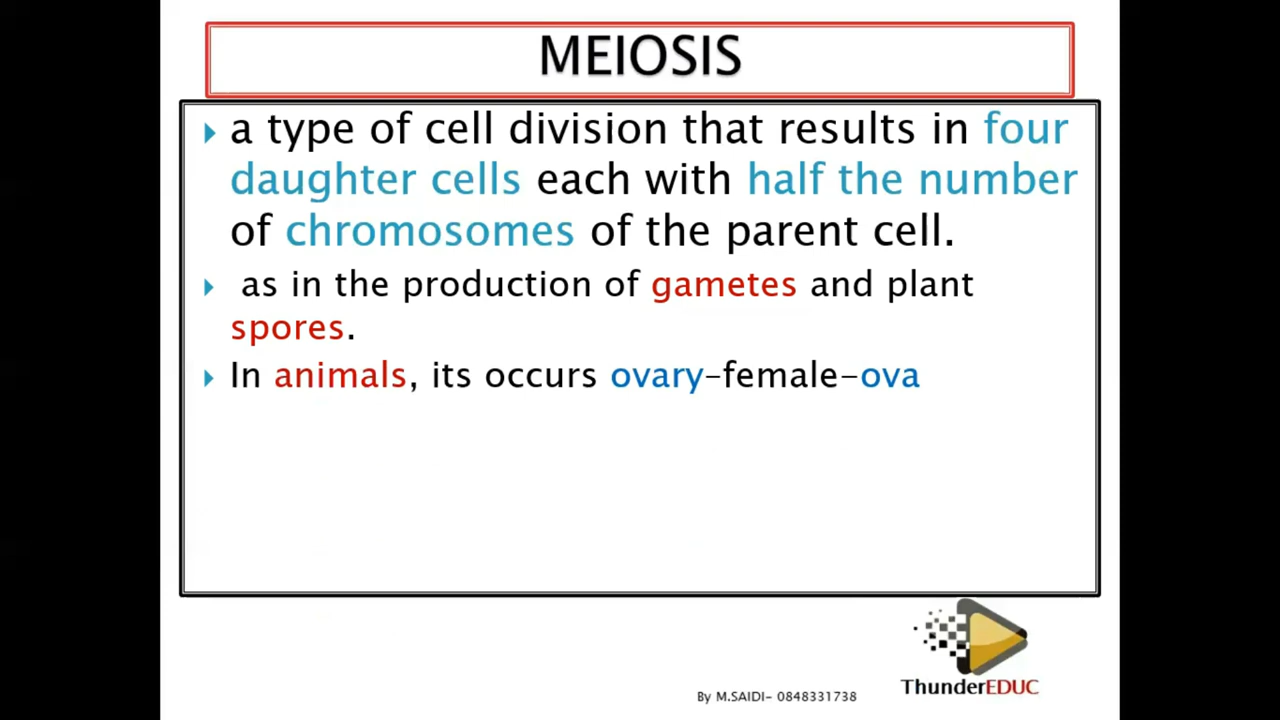 MEIOSIS
a type of cell division that results in four
daughter cells each with half the number
of chromosomes of the parent cell.
as in the production of gametes and plant
spores.
In animals, its occurs ovary-female-ova
By M.SAIDI- 0848331738
ThunderEDUC